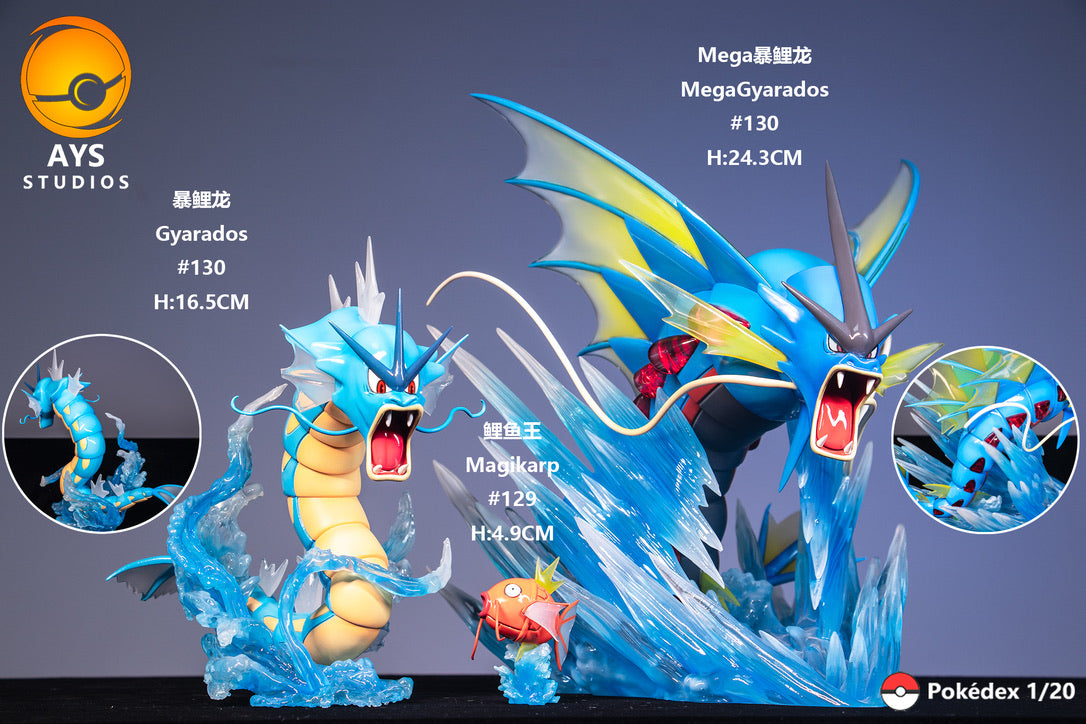 AYS
STUDIOS
暴鲤龙
Gyarados
#130
H:16.5CM
鲤鱼王
Magikarp
#129
H:4.9CM
Mega暴鲤龙
MegaGyarados
#130
H:24.3CM
Pokédex 1/20